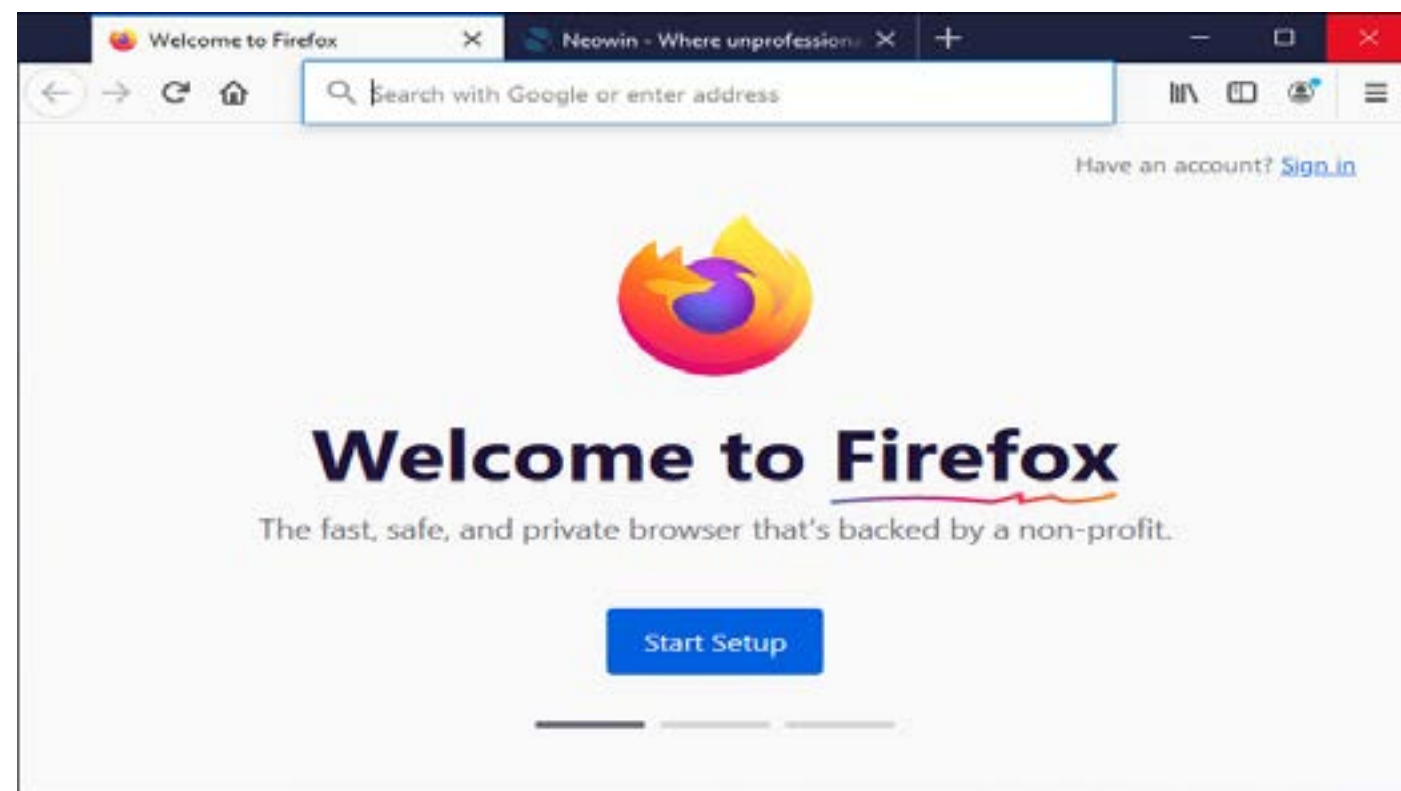 Welcome to Firefox
Neowin - Where unprofession
Search with Google or enter address
Have an account? Sign in
Welcome to Firefox
The fast, safe, and private browser that's backed by a non-profit.
Start Setup